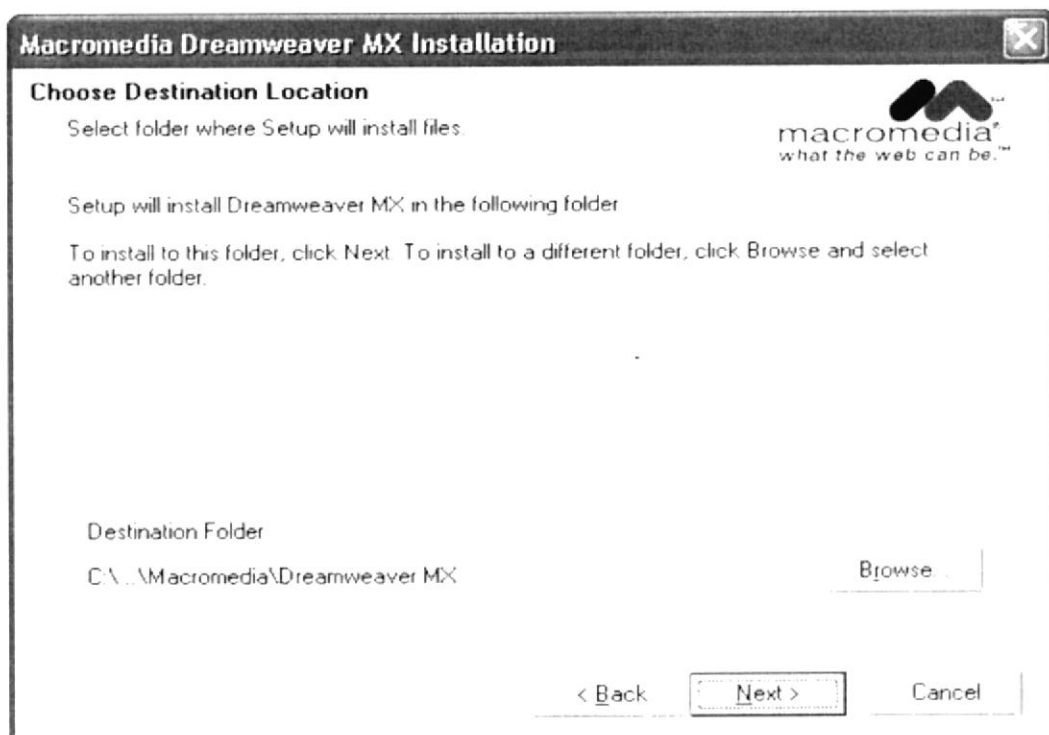 Macromedia Dreamweaver MX Installation
Choose Destination Location
Select folder where Setup will install files.
macromedia®
what the web can be.™
Setup will install Dreamweaver MX in the following folder
To install to this folder, click Next. To install to a different folder, click Browse and select
another folder.
Destination Folder
C:\...\Macromedia\Dreamweaver MX
Browse...
< Back
Next >
Cancel